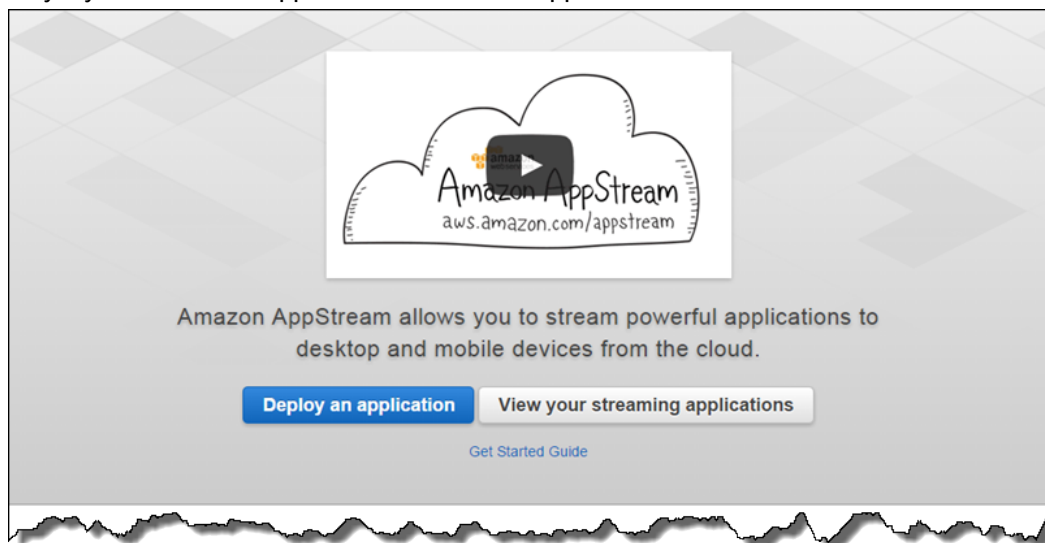 amazon
Amazon AppStream
aws.amazon.com/appstream
Amazon AppStream allows you to stream powerful applications to
desktop and mobile devices from the cloud.
Deploy an application
View your streaming applications
Get Started Guide